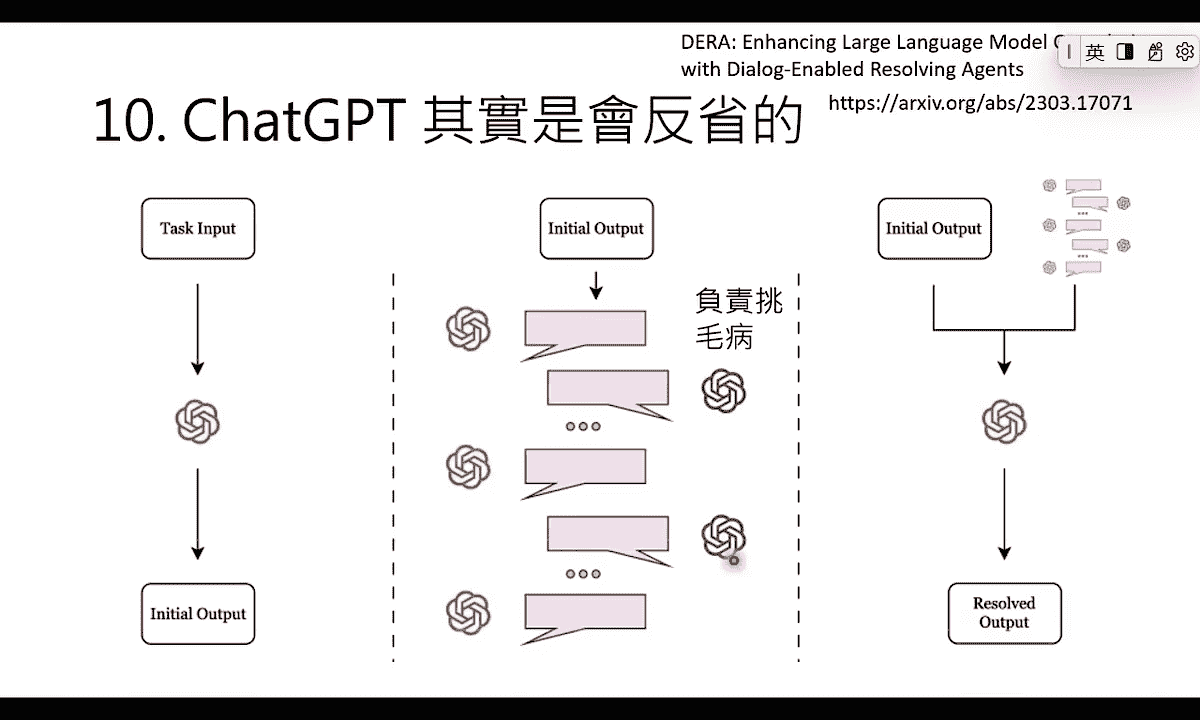 DERA: Enhancing Large Language Model
with Dialog-Enabled Resolving Agents
英
10. ChatGPT 其實是會反省的
https://arxiv.org/abs/2303.17071
Task Input
Initial Output
Initial Output
負責挑
毛病
Initial Output
Resolved
Output